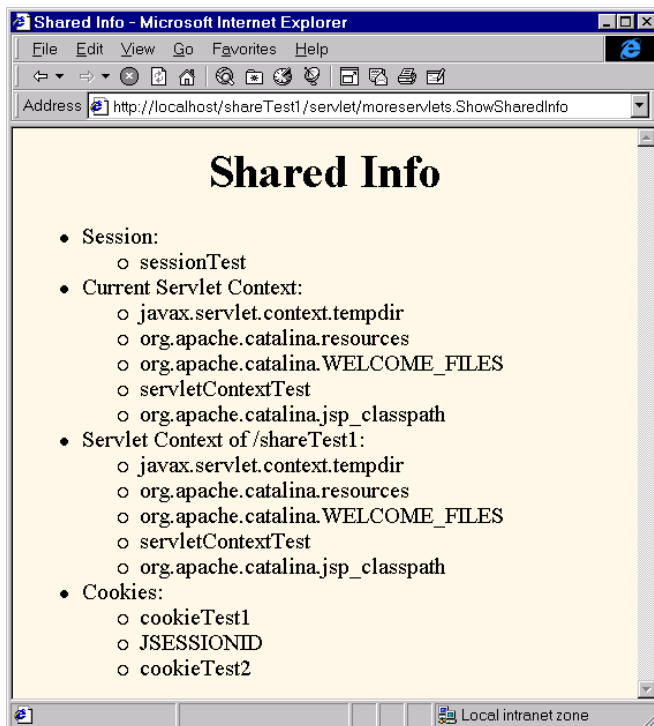 Shared Info - Microsoft Internet Explorer
File Edit View Go Favorites Help
Address http://localhost/shareTest1/servlet/moreservlets.ShowSharedInfo
Shared Info
Session:
sessionTest
Current Servlet Context:
javax.servlet.context.tempdir
org.apache.catalina.resources
org.apache.catalina.WELCOME_FILES
servletContextTest
org.apache.catalina.jsp_classpath
Servlet Context of /shareTest1:
javax.servlet.context.tempdir
org.apache.catalina.resources
org.apache.catalina.WELCOME_FILES
servletContextTest
org.apache.catalina.jsp_classpath
Cookies:
cookieTest1
JSESSIONID
cookieTest2
Local intranet zone